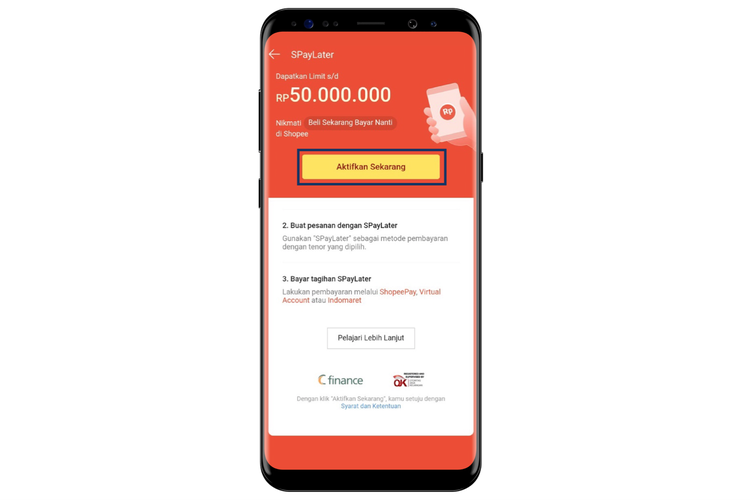 SPayLater
Dapatkan Limit s/d
RP50.000.000
Rp
Nikmati Beli Sekarang Bayar Nanti
di Shopee
Aktifkan Sekarang
2. Buat pesanan dengan SPayLater
Gunakan "SPayLater" sebagai metode pembayaran
dengan tenor yang dipilih.
3. Bayar tagihan SPayLater
Lakukan pembayaran melalui ShopeePay, Virtual
Account atau Indomaret
Pelajari Lebih Lanjut
Cfinance
Dengan klik "Aktifkan Sekarang", kamu setuju dengan
Syarat dan Ketentuan